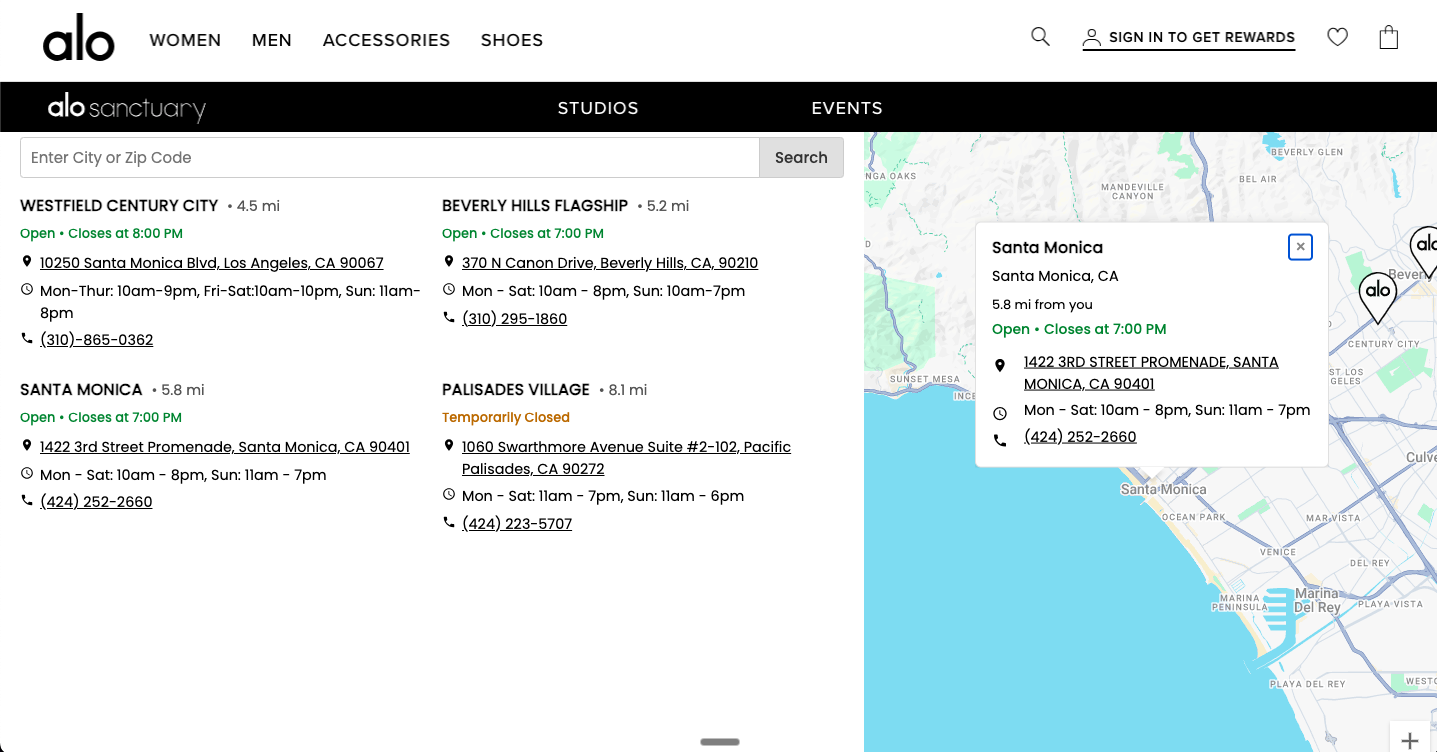 alo
WOMEN
MEN
ACCESSORIES
SHOES
SIGN IN TO GET REWARDS
alo sanctuary
STUDIOS
EVENTS
Enter City or Zip Code
Search
WESTFIELD CENTURY CITY • 4.5 mi
Open • Closes at 8:00 PM
10250 Santa Monica Blvd, Los Angeles, CA 90067
Mon-Thur: 10am-9pm, Fri-Sat:10am-10pm, Sun: 11am-
8pm
(310)-865-0362
BEVERLY HILLS FLAGSHIP • 5.2 mi
Open • Closes at 7:00 PM
370 N Canon Drive, Beverly Hills, CA, 90210
Mon - Sat: 10am - 8pm, Sun: 10am-7pm
(310) 295-1860
SANTA MONICA • 5.8 mi
Open • Closes at 7:00 PM
1422 3rd Street Promenade, Santa Monica, CA 90401
Mon - Sat: 10am - 8pm, Sun: 11am - 7pm
(424) 252-2660
PALISADES VILLAGE • 8.1 mi
Temporarily Closed
1060 Swarthmore Avenue Suite #2-102, Pacific
Palisades, CA 90272
Mon - Sat: 11am - 7pm, Sun: 11am - 6pm
(424) 223-5707
BEVERLY GLEN
NGA OAKS
BEL AIR
MANDEVILLE
CANYON
Santa Monica
×
Santa Monica, CA
5.8 mi from you
Open • Closes at 7:00 PM
1422 3RD STREET PROMENADE, SANTA
MONICA, CA 90401
Mon - Sat: 10am - 8pm, Sun: 11am - 7pm
(424) 252-2660
alo
Beverly
alo
CENTURY CITY
ST LOS
GELES
SUNSET MESA
INCE
Culve
Santa Monica
OCEAN PARK
MAR VISTA
VENICE
DEL REY
MARINA
PENINSULA
Marina
Del Rey
PLAYA VISTA
PLAYA DEL REY
WESTC
+